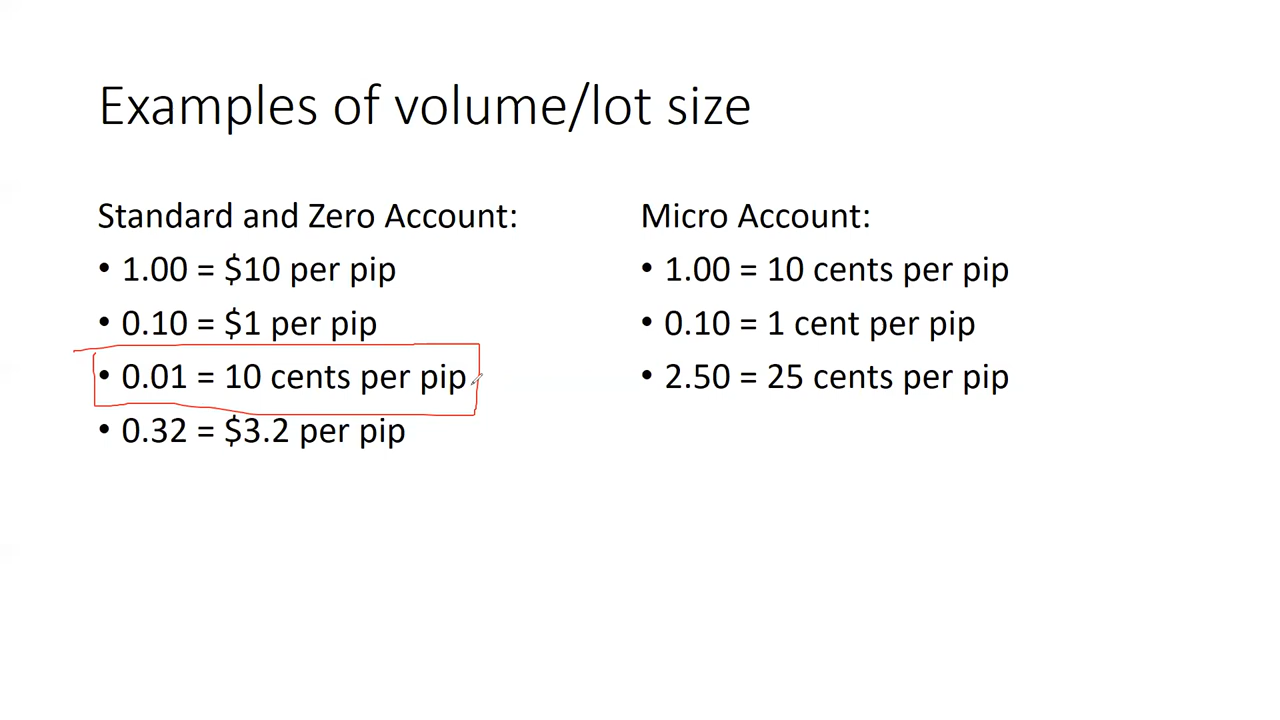 Examples of volume/lot size
Standard and Zero Account:
• 1.00 = $10 per pip
• 0.10 = $1 per pip
• 0.01 = 10 cents per pip
• 0.32 = $3.2 per pip
Micro Account:
• 1.00 = 10 cents per pip
• 0.10 = 1 cent per pip
• 2.50 = 25 cents per pip